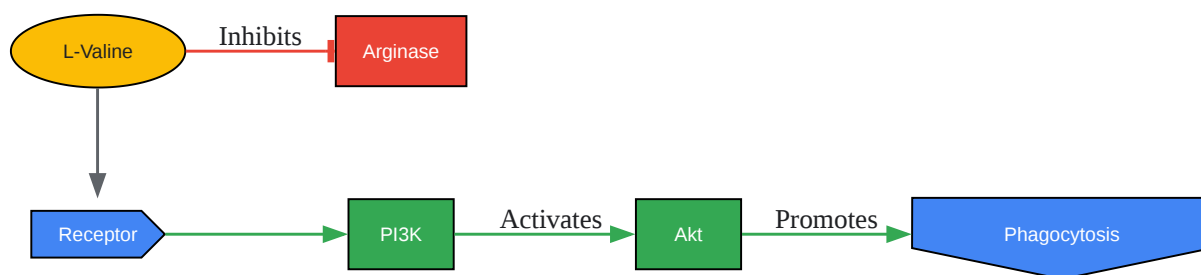 L-Valine
Inhibits
Arginase
Receptor
PI3K
Activates
Akt
Promotes
Phagocytosis